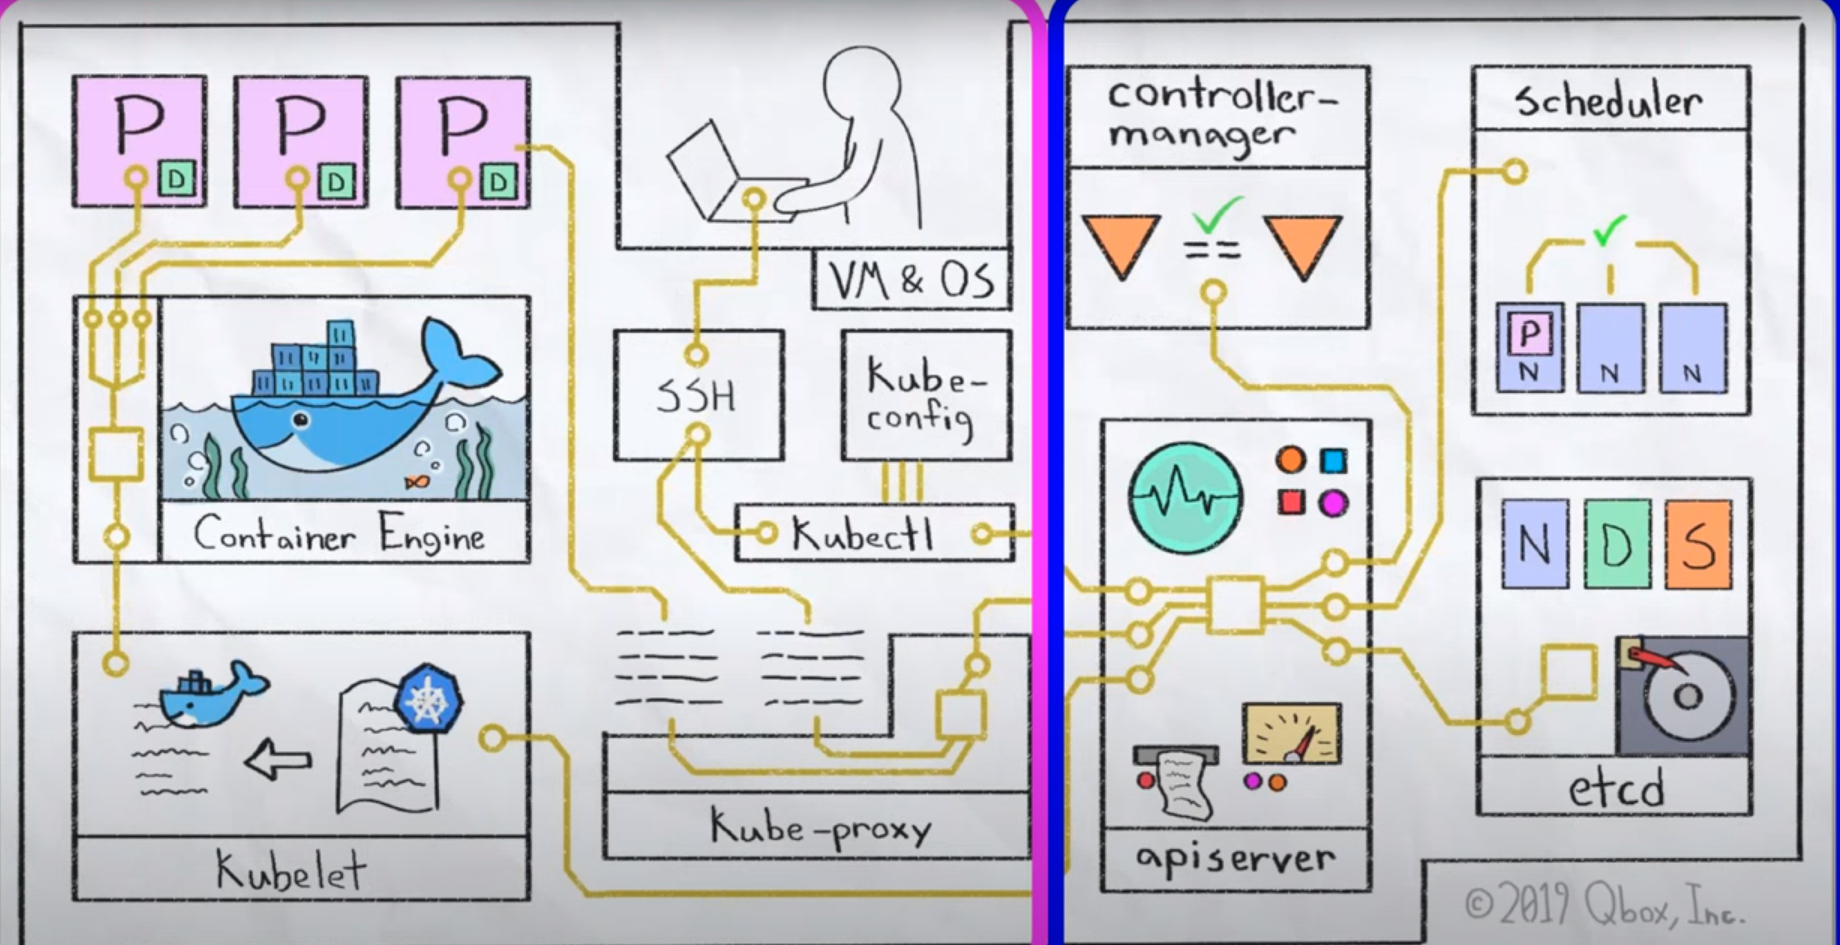 P
D
P
D
P
D
VM & OS
SSH
Kube-
config
Kubectl
Container Engine
Kubelet
Kube-proxy
controller-
manager
==
scheduler
P
N
N
N
N
D
S
etcd
apiserver
©2019 Qbox, Inc.